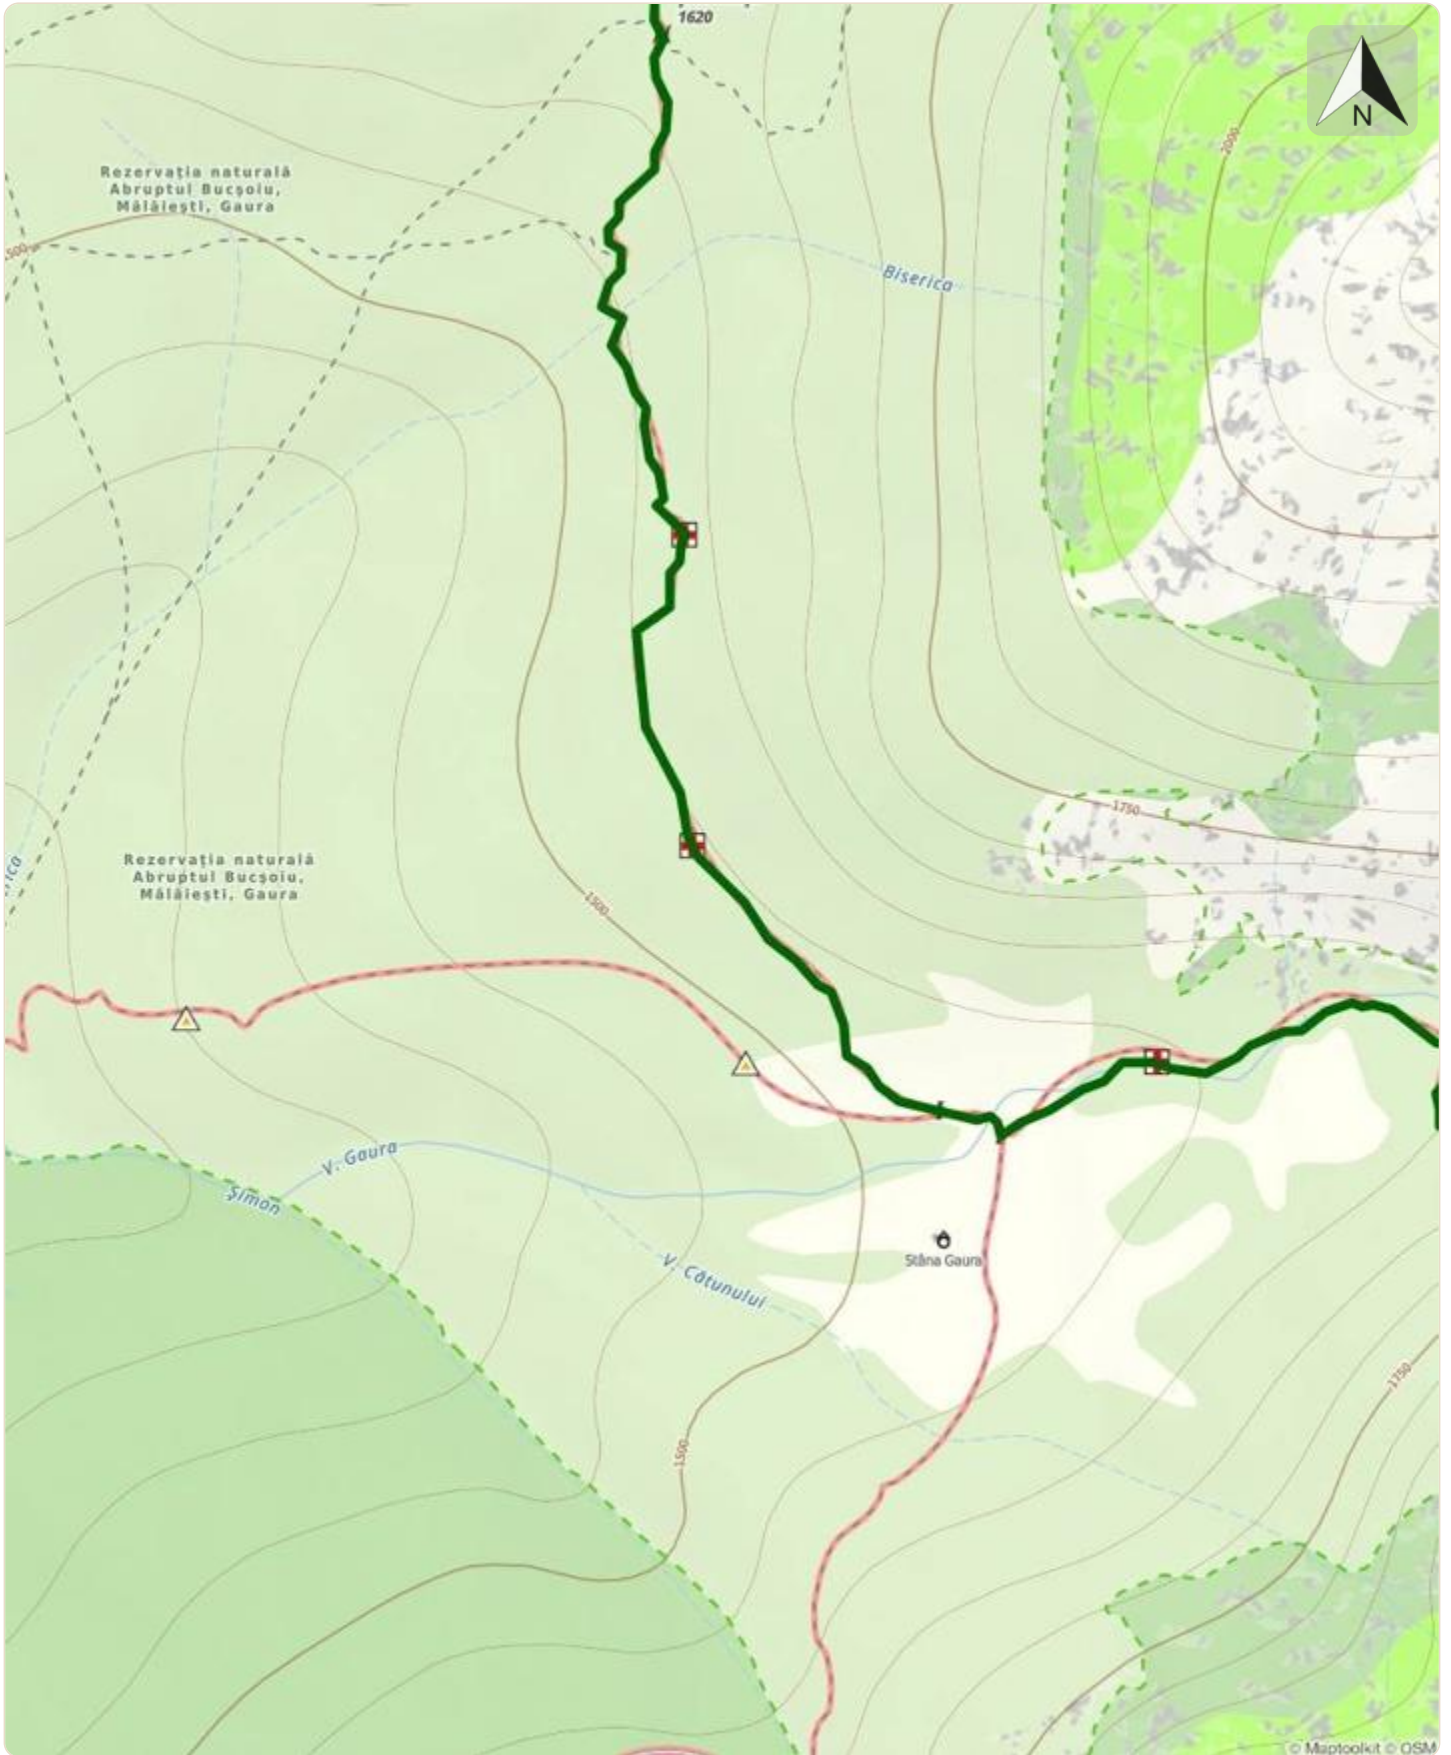 1620
N
2000
Rezervația naturală
Abruptul Bucșoiu,
Mălăiești, Gaura
Biserica
1750
Rezervația naturală
Abruptul Bucșoiu,
Mălăiești, Gaura
1500
V. Gaura
Șimon
Stâna Gaura
V. Cătunului
1750
1500
© Maptoolkit © OSM